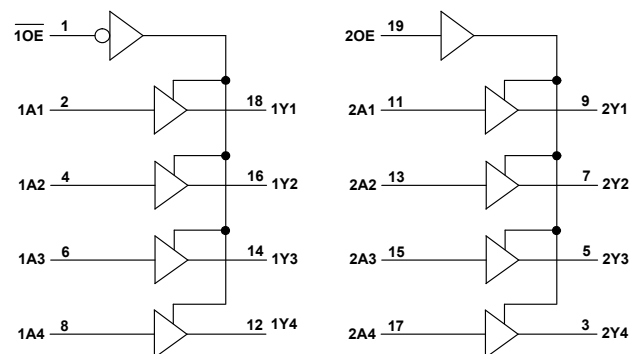 1OE 1
1A1 2 18 1Y1
1A2 4 16 1Y2
1A3 6 14 1Y3
1A4 8 12 1Y4
2OE 19
2A1 11 9 2Y1
2A2 13 7 2Y2
2A3 15 5 2Y3
2A4 17 3 2Y4